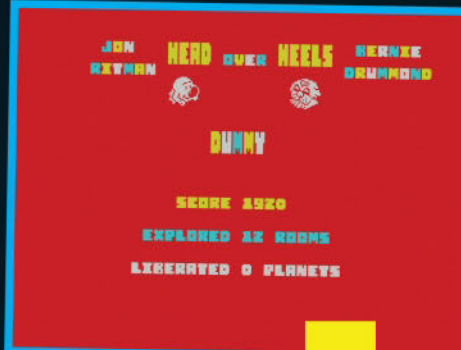 JON HEAD OVER HEELS BERNIE
RITMAN DRUMMOND
DUMMY
SCORE 1920
EXPLORED 12 ROOMS
LIBERATED 0 PLANETS